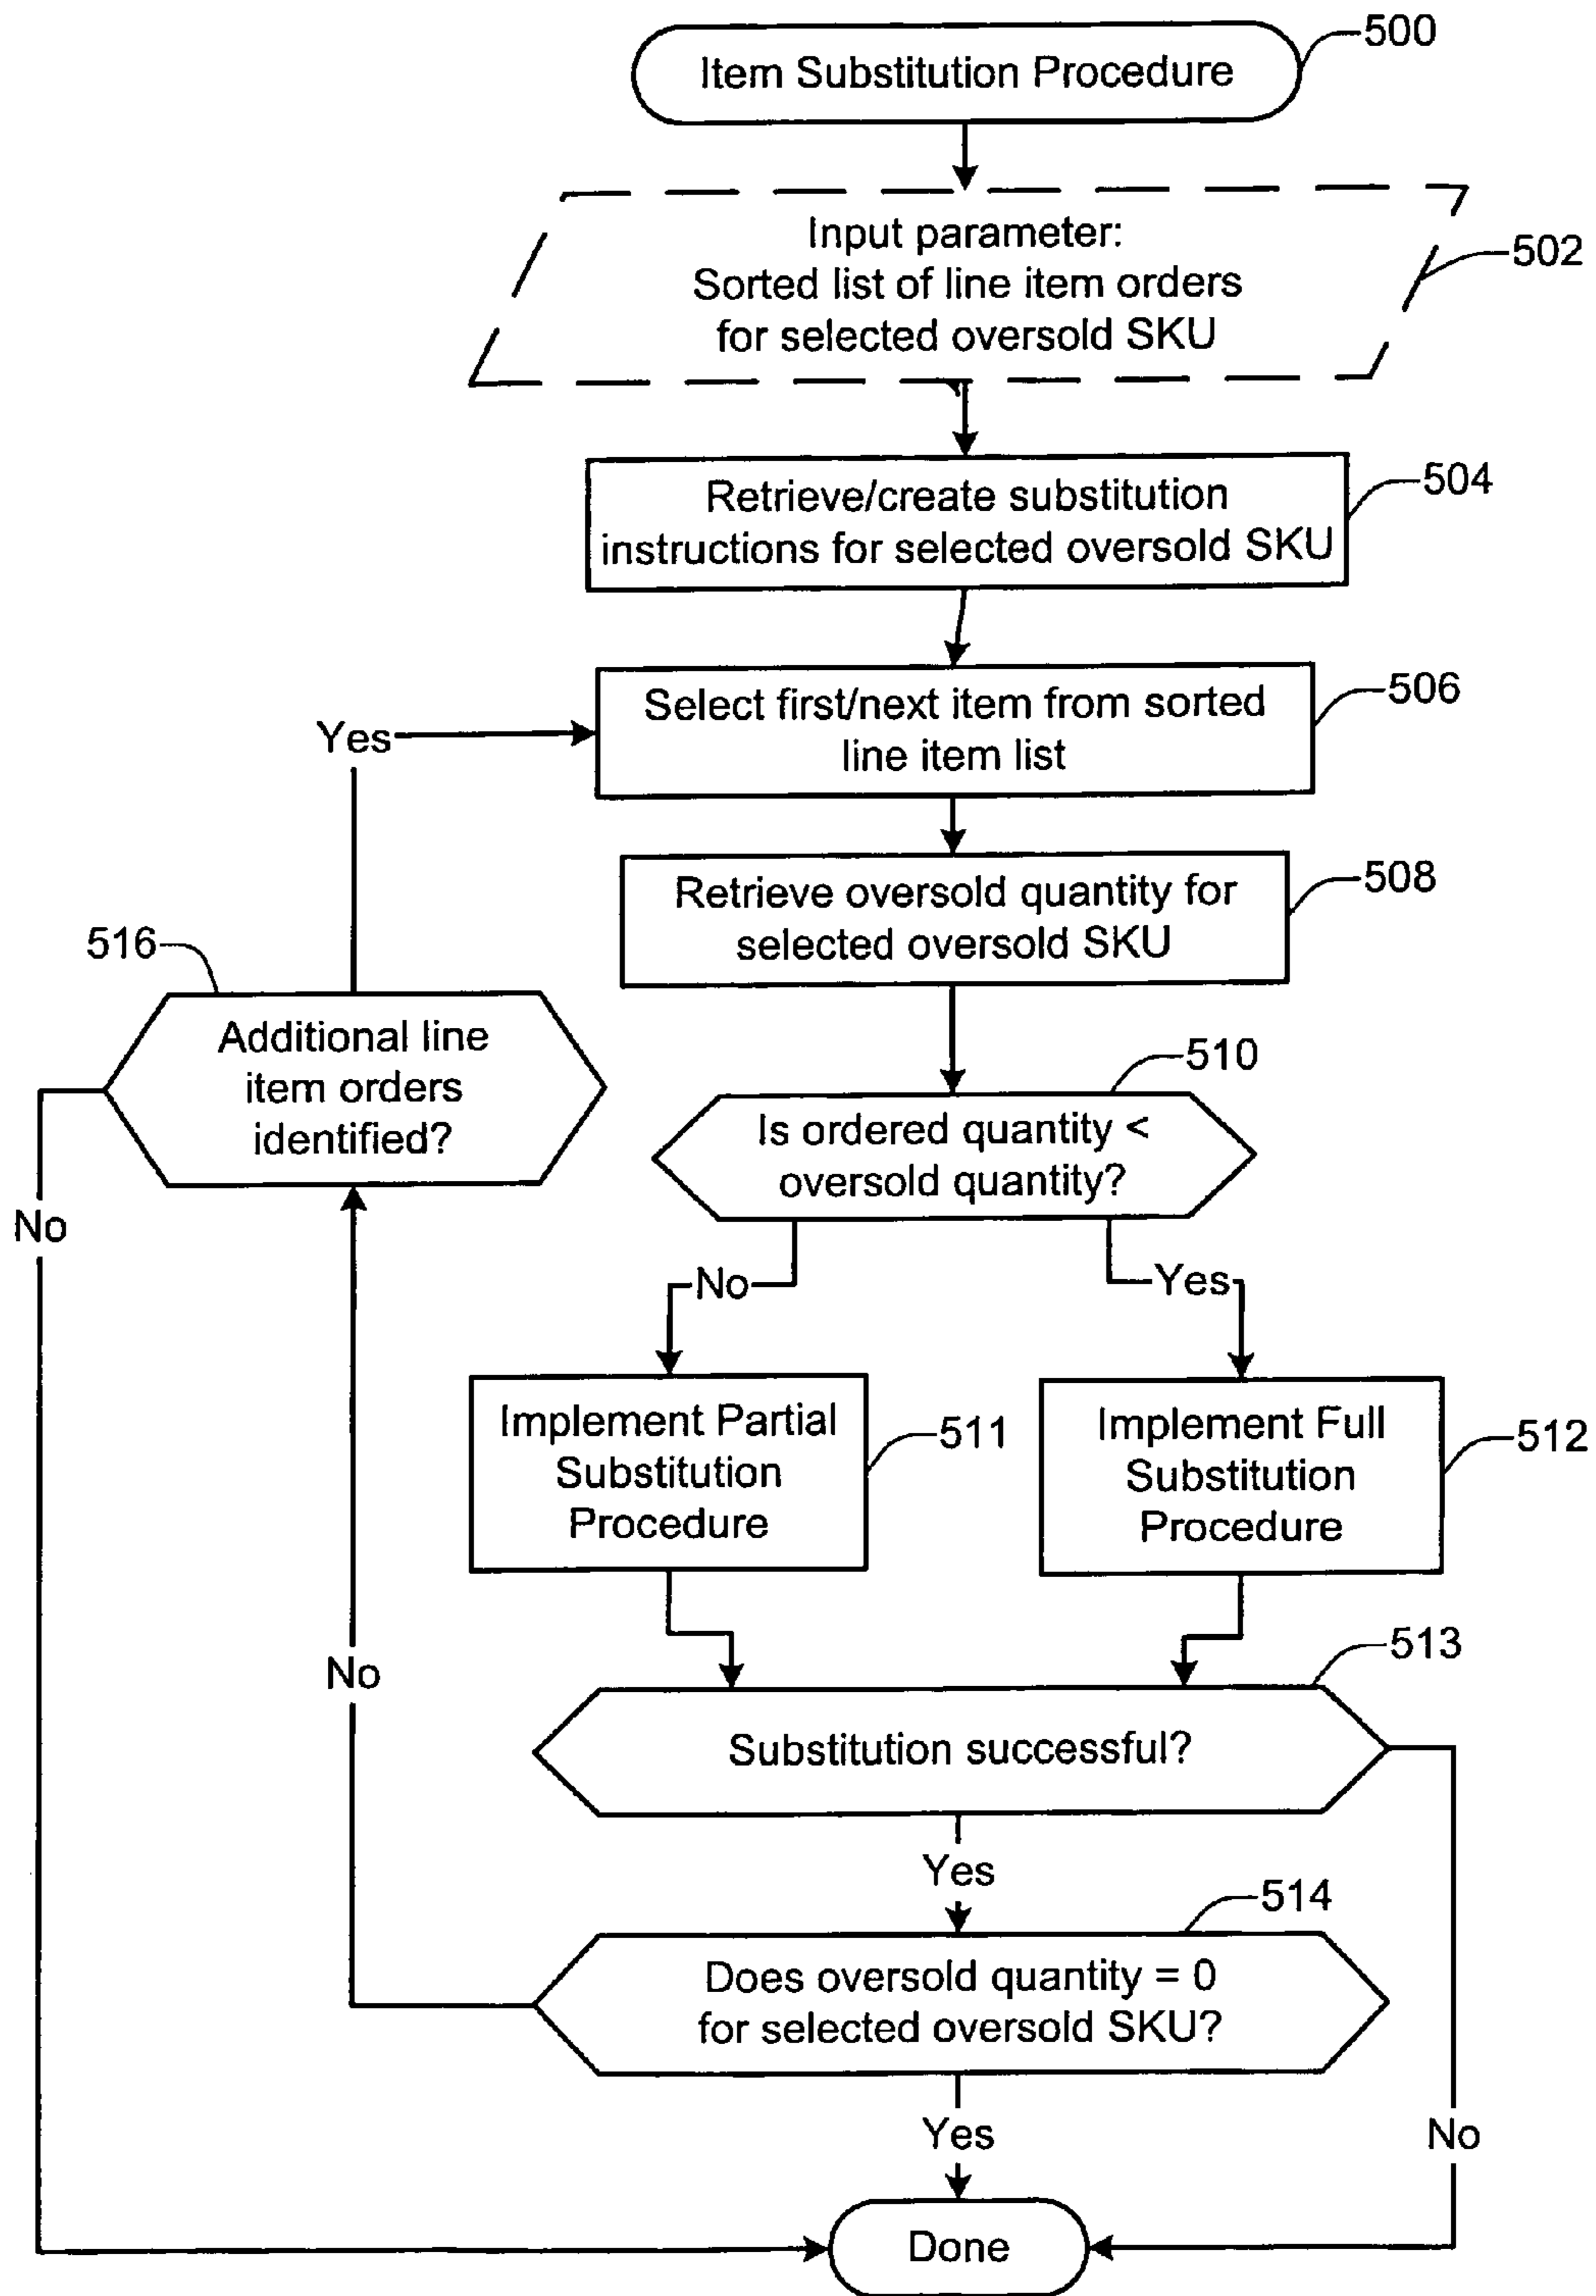 Item Substitution Procedure
500
Input parameter:
Sorted list of line item orders
for selected oversold SKU
502
Retrieve/create substitution
instructions for selected oversold SKU
504
Select first/next item from sorted
line item list
506
Yes
Retrieve oversold quantity for
selected oversold SKU
508
516
Additional line
item orders
identified?
No
510
Is ordered quantity <
oversold quantity?
No
Yes
Implement Partial
Substitution
Procedure
511
Implement Full
Substitution
Procedure
512
513
Substitution successful?
No
Yes
514
Does oversold quantity = 0
for selected oversold SKU?
Yes
No
Done